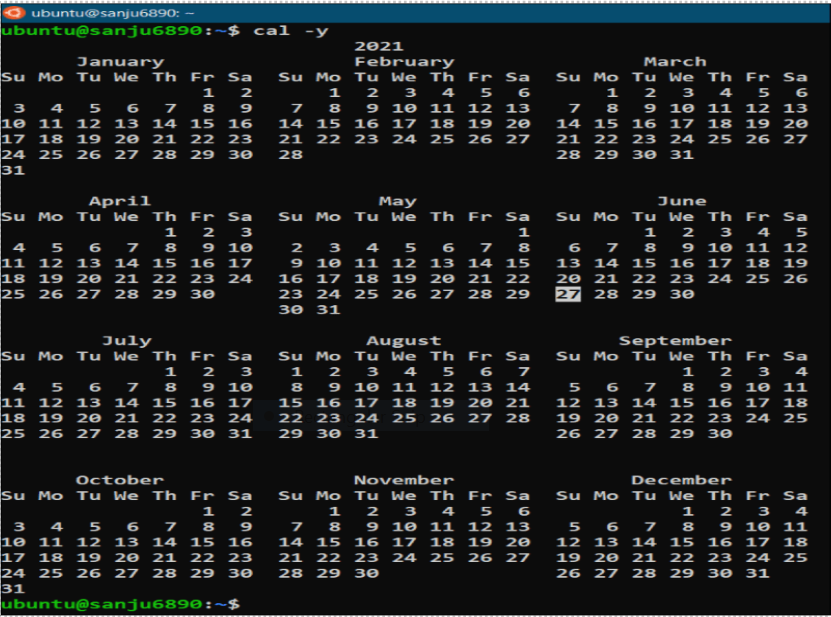 ubuntu@sanju6890: ~
ubuntu@sanju6890:~$ cal -y
                              2021
      January               February               March
Su Mo Tu We Th Fr Sa  Su Mo Tu We Th Fr Sa  Su Mo Tu We Th Fr Sa
                1  2      1  2  3  4  5  6      1  2  3  4  5  6
 3  4  5  6  7  8  9   7  8  9 10 11 12 13   7  8  9 10 11 12 13
10 11 12 13 14 15 16  14 15 16 17 18 19 20  14 15 16 17 18 19 20
17 18 19 20 21 22 23  21 22 23 24 25 26 27  21 22 23 24 25 26 27
24 25 26 27 28 29 30  28                    28 29 30 31
31
       April                  May                   June
Su Mo Tu We Th Fr Sa  Su Mo Tu We Th Fr Sa  Su Mo Tu We Th Fr Sa
             1  2  3                     1         1  2  3  4  5
 4  5  6  7  8  9 10   2  3  4  5  6  7  8   6  7  8  9 10 11 12
11 12 13 14 15 16 17   9 10 11 12 13 14 15  13 14 15 16 17 18 19
18 19 20 21 22 23 24  16 17 18 19 20 21 22  20 21 22 23 24 25 26
25 26 27 28 29 30     23 24 25 26 27 28 29  27 28 29 30
                      30 31
        July                 August              September
Su Mo Tu We Th Fr Sa  Su Mo Tu We Th Fr Sa  Su Mo Tu We Th Fr Sa
             1  2  3   1  2  3  4  5  6  7            1  2  3  4
 4  5  6  7  8  9 10   8  9 10 11 12 13 14   5  6  7  8  9 10 11
11 12 13 14 15 16 17  15 16 17 18 19 20 21  12 13 14 15 16 17 18
18 19 20 21 22 23 24  22 23 24 25 26 27 28  19 20 21 22 23 24 25
25 26 27 28 29 30 31  29 30 31              26 27 28 29 30
      October               November              December
Su Mo Tu We Th Fr Sa  Su Mo Tu We Th Fr Sa  Su Mo Tu We Th Fr Sa
                1  2      1  2  3  4  5  6            1  2  3  4
 3  4  5  6  7  8  9   7  8  9 10 11 12 13   5  6  7  8  9 10 11
10 11 12 13 14 15 16  14 15 16 17 18 19 20  12 13 14 15 16 17 18
17 18 19 20 21 22 23  21 22 23 24 25 26 27  19 20 21 22 23 24 25
24 25 26 27 28 29 30  28 29 30              26 27 28 29 30 31
31
ubuntu@sanju6890:~$